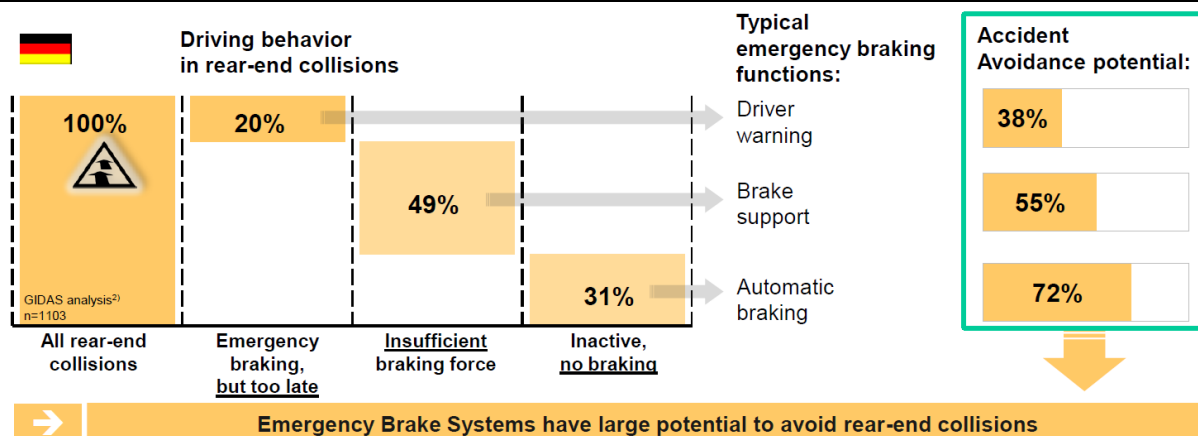 Driving behavior
in rear-end collisions
Typical
emergency braking
functions:
Accident
Avoidance potential:
100%
20%
Driver
warning
38%
49%
Brake
support
55%
31%
Automatic
braking
72%
GIDAS analysis2)
n=1103
All rear-end
collisions
Emergency
braking,
but too late
Insufficient
braking force
Inactive,
no braking
Emergency Brake Systems have large potential to avoid rear-end collisions